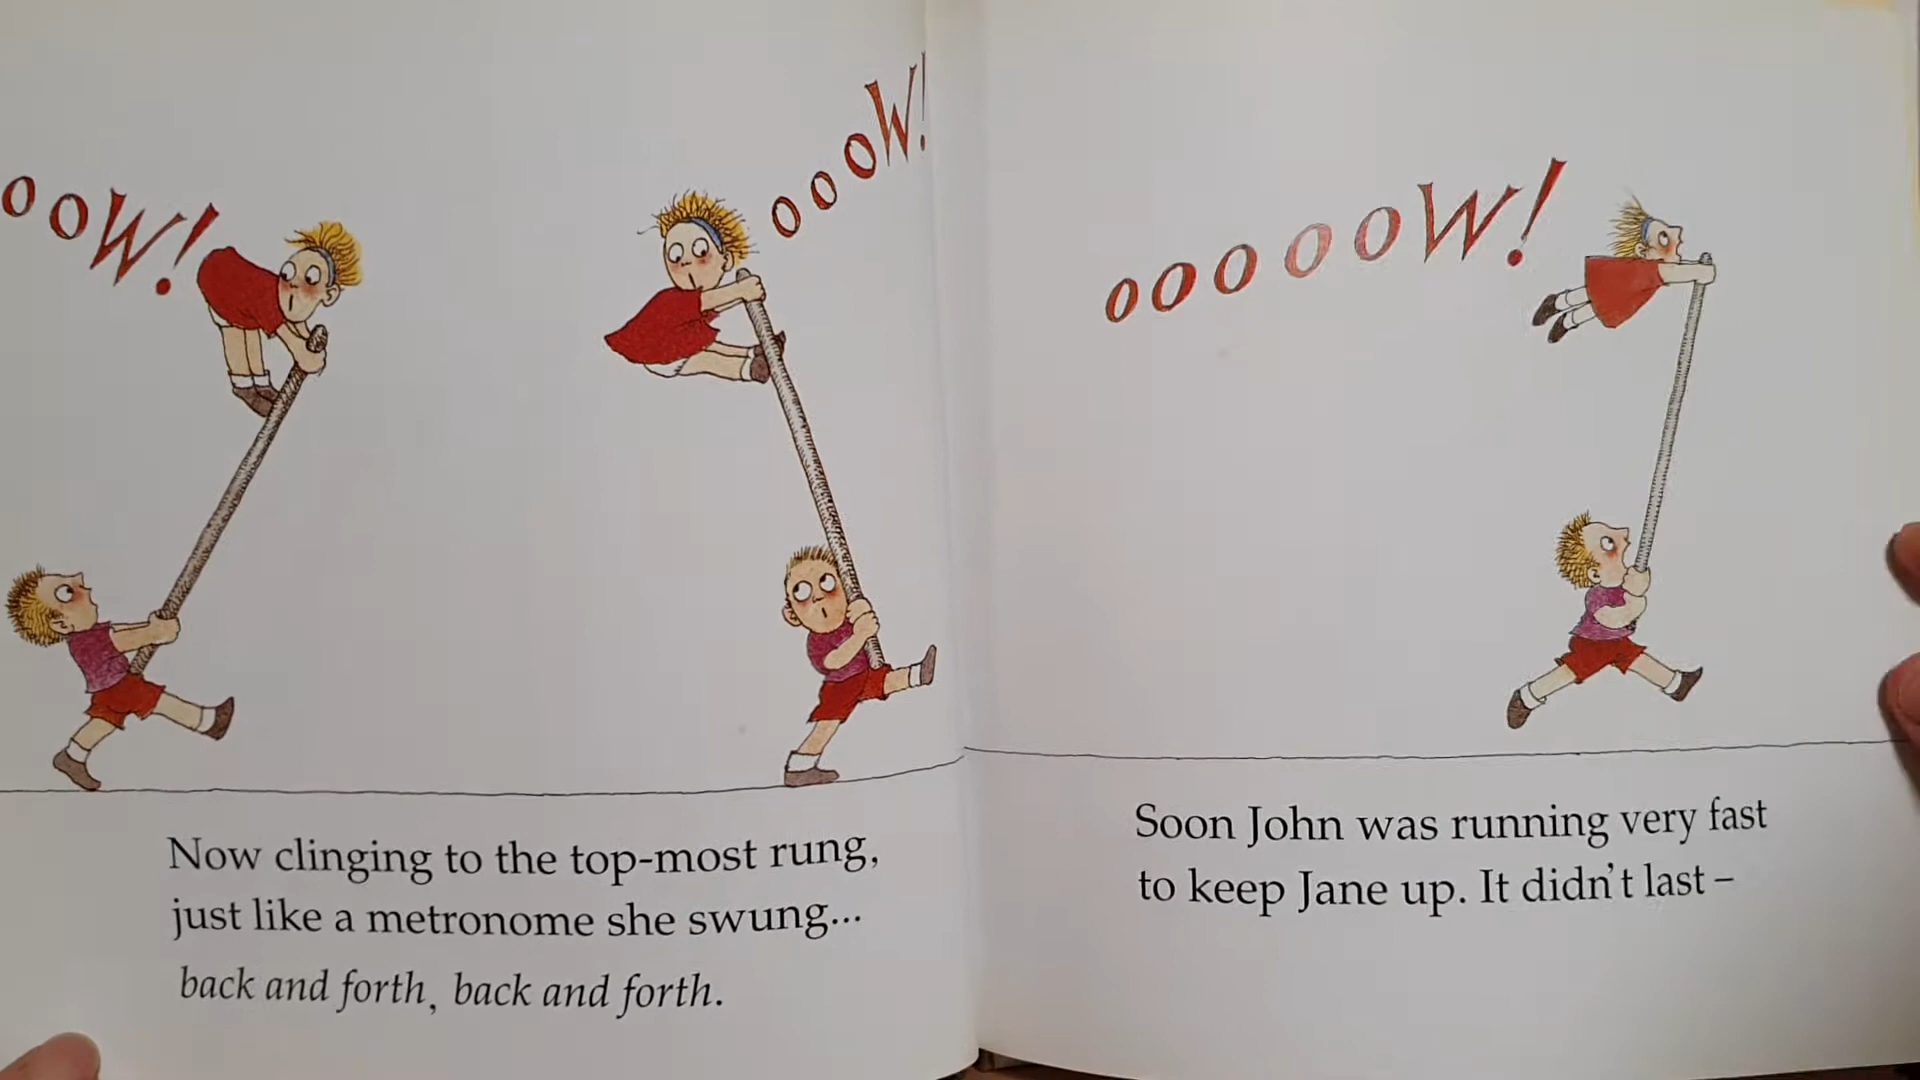 ooW!
oooW!
Now clinging to the top-most rung,
just like a metronome she swung...
back and forth, back and forth.
oooooW!
Soon John was running very fast
to keep Jane up. It didn't last –